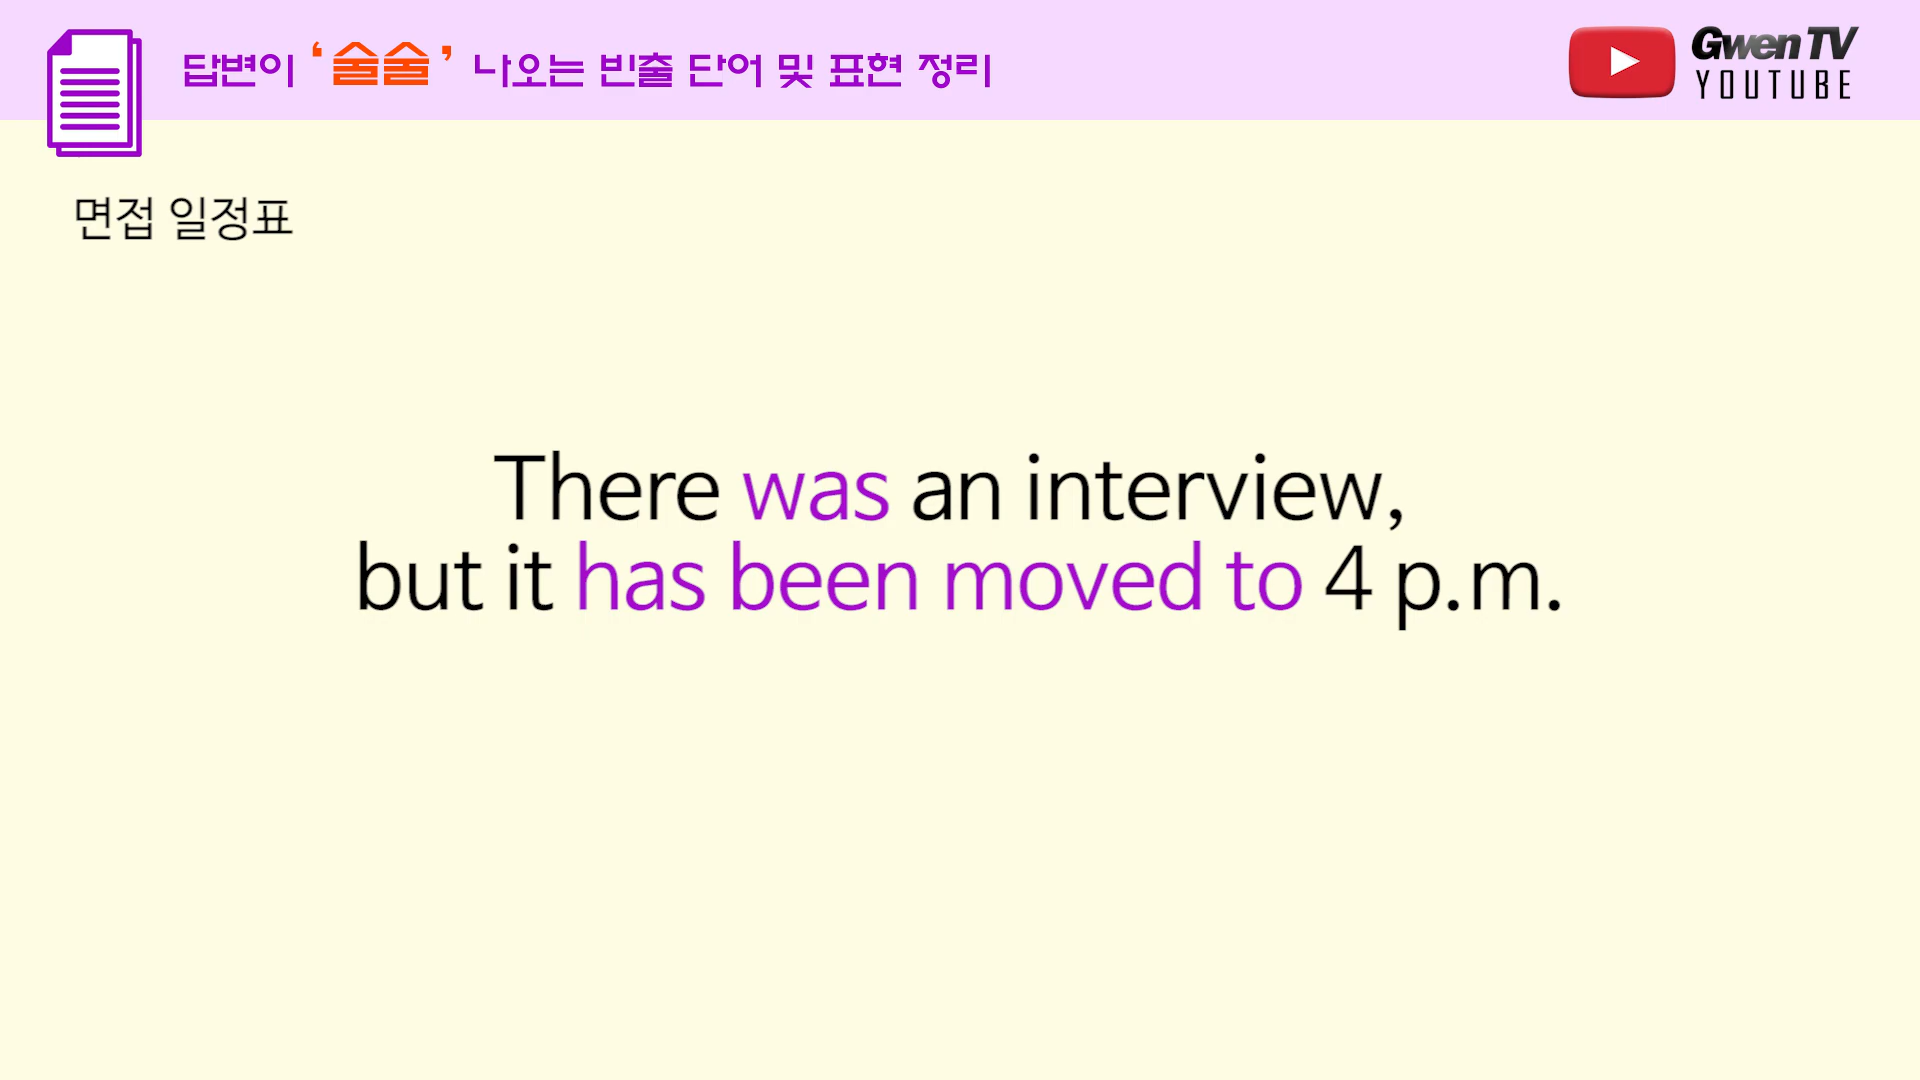 답변이 ‘술술’ 나오는 빈출 단어 및 표현 정리
Gwen TV
YOUTUBE
면접 일정표
There was an interview,
but it has been moved to 4 p.m.